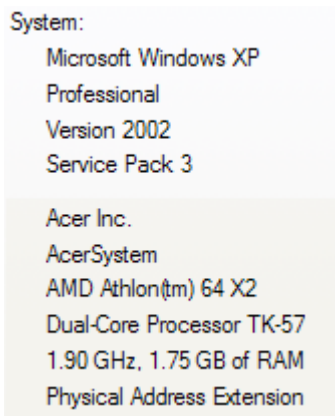 System:
Microsoft Windows XP
Professional
Version 2002
Service Pack 3
Acer Inc.
AcerSystem
AMD Athlon(tm) 64 X2
Dual-Core Processor TK-57
1.90 GHz, 1.75 GB of RAM
Physical Address Extension